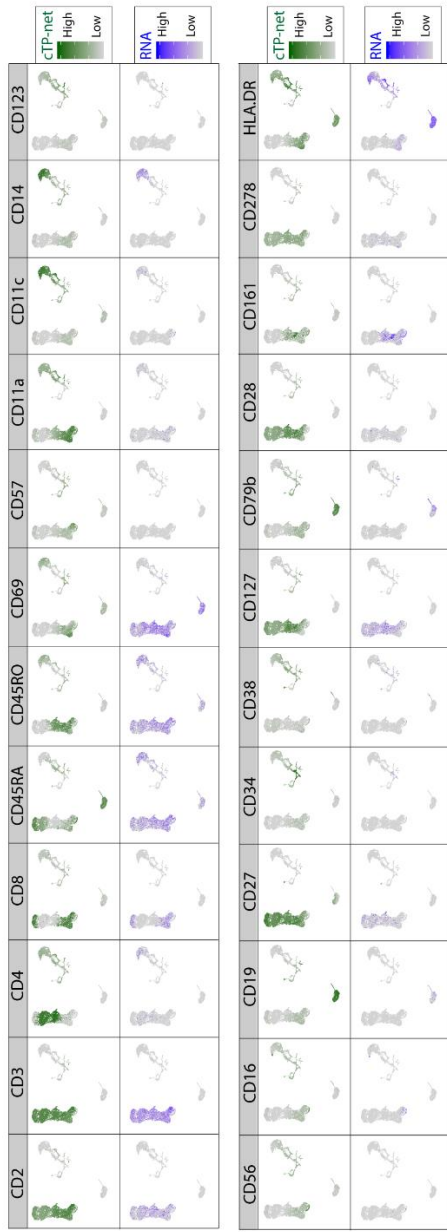 CD2 CD3 CD4 CD8 CD45RA CD45RO CD69 CD57 CD11a CD11c CD14 CD123
cTP-net
High
Low
RNA
High
Low
CD56 CD16 CD19 CD27 CD34 CD38 CD127 CD79b CD28 CD161 CD278 HLA.DR
cTP-net
High
Low
RNA
High
Low